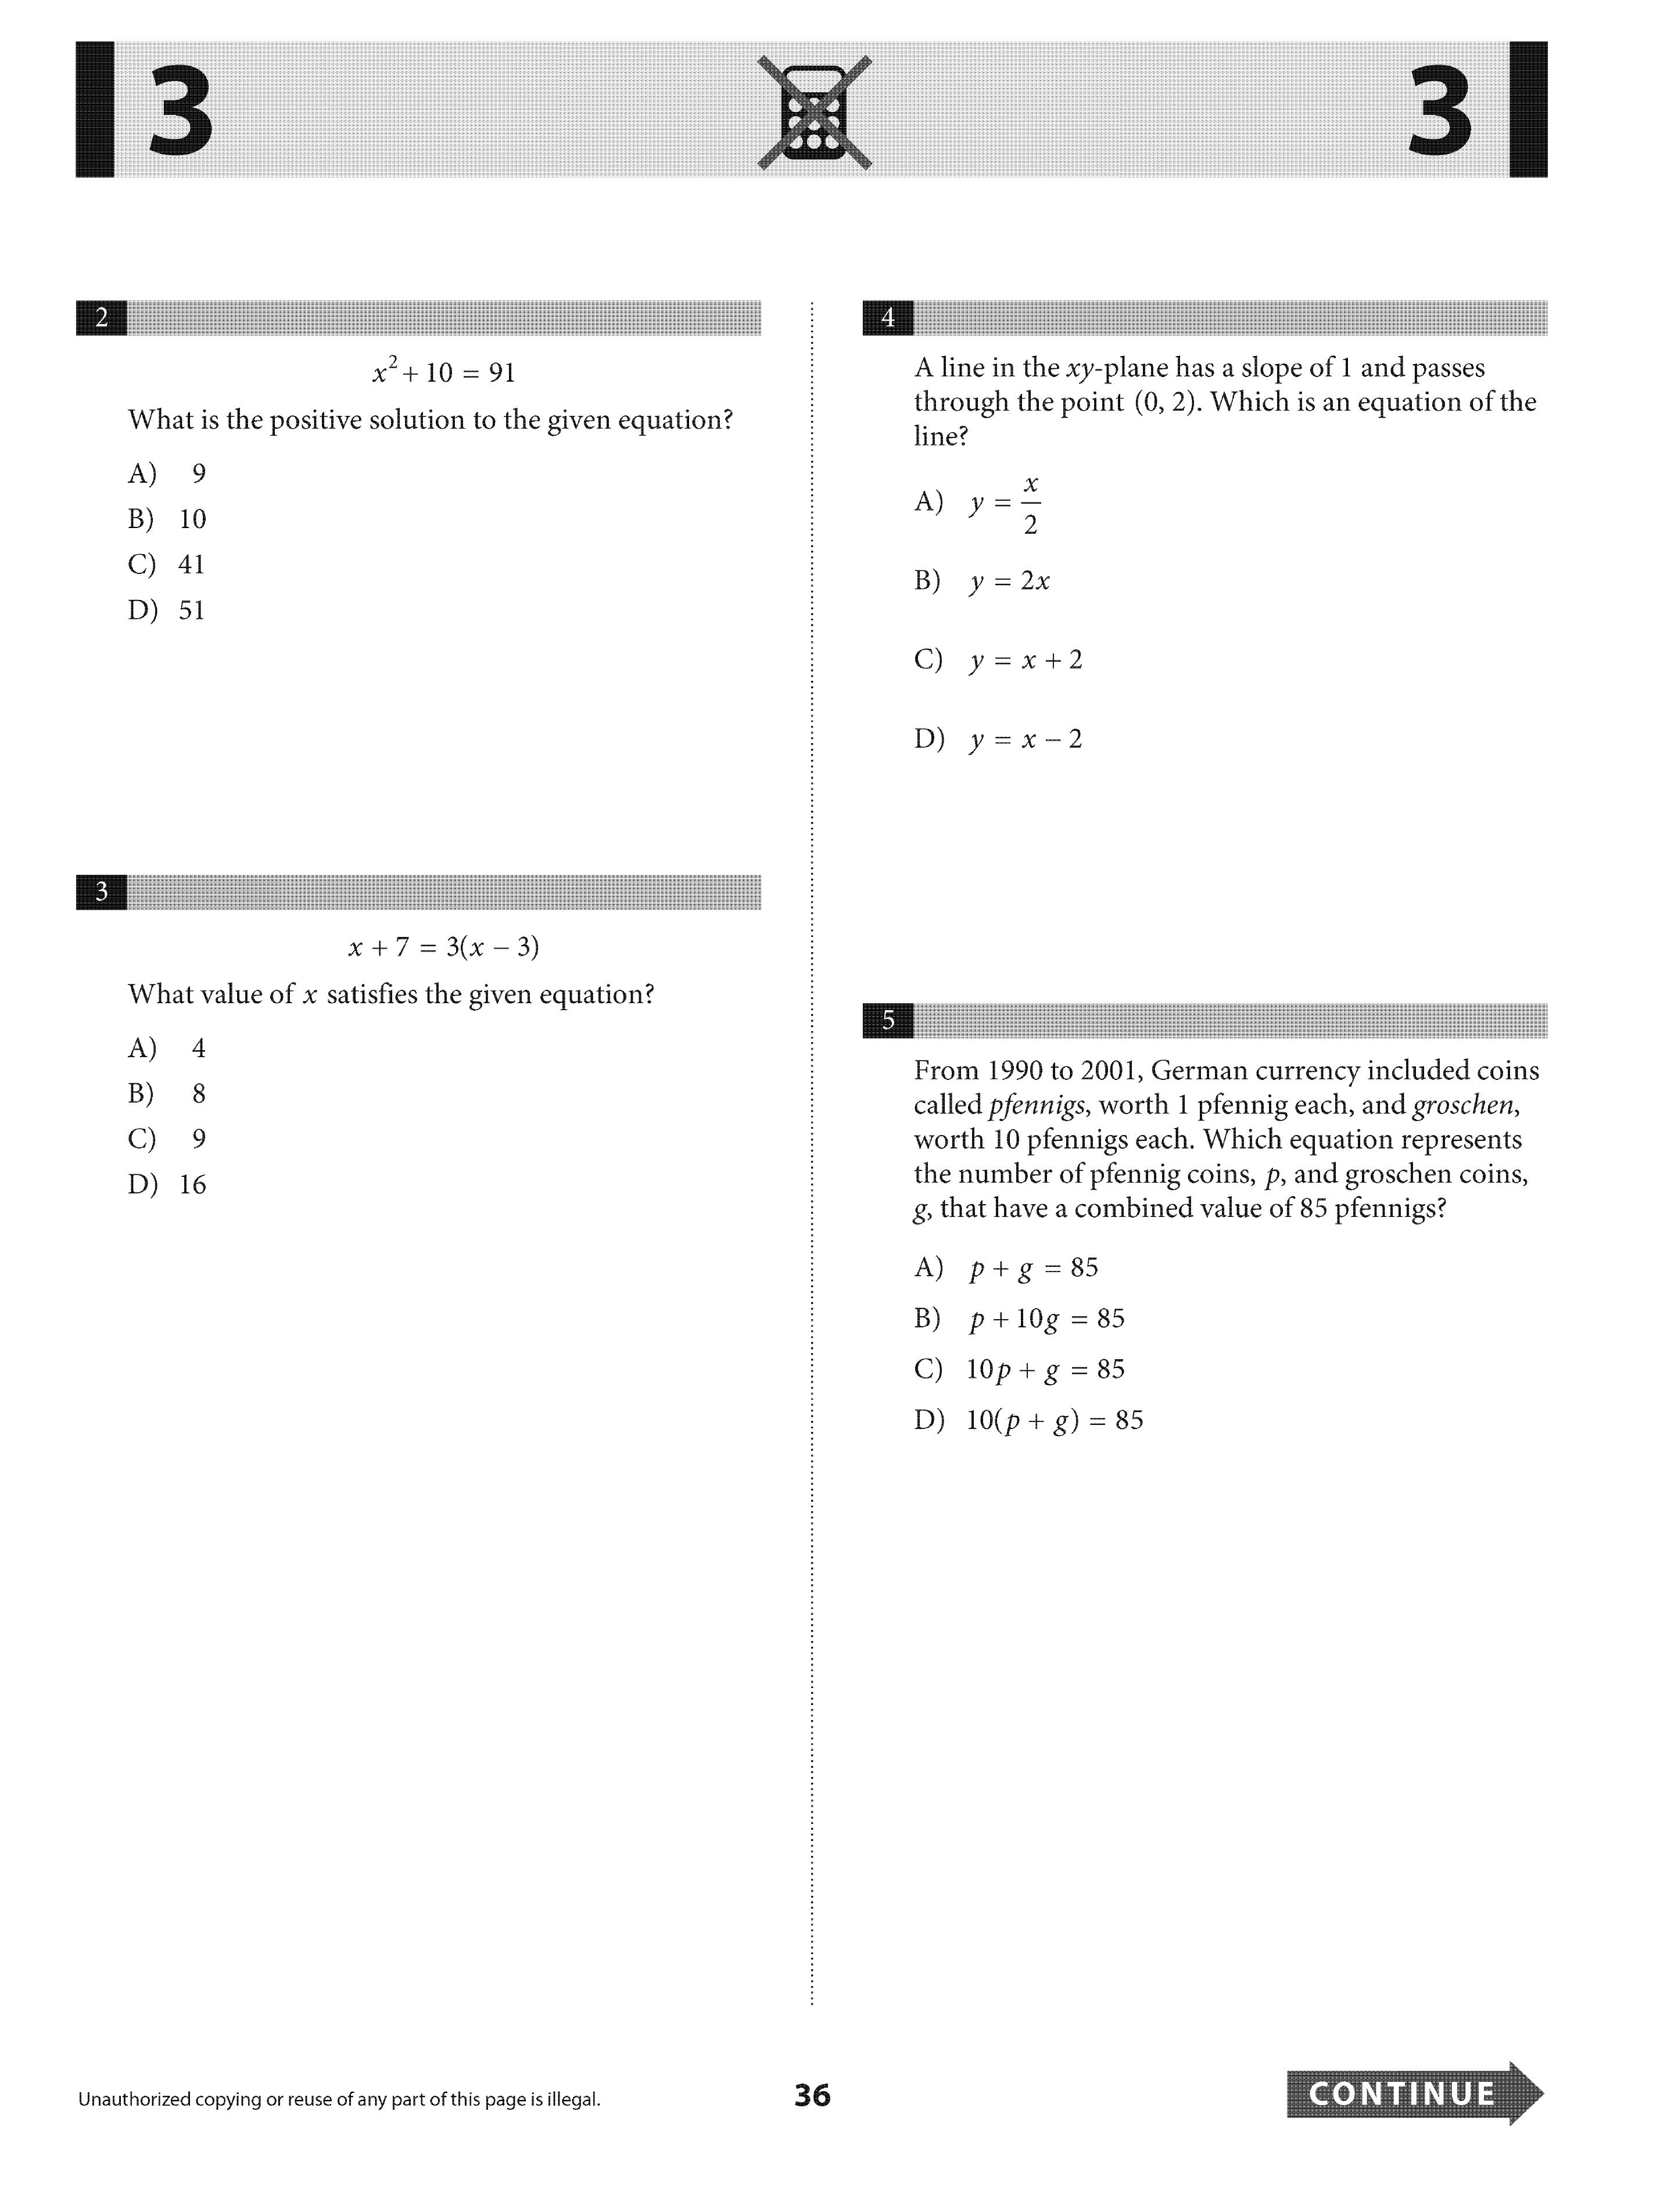 3 3
2
x² + 10 = 91
What is the positive solution to the given equation?
A) 9
B) 10
C) 41
D) 51
3
x + 7 = 3(x − 3)
What value of x satisfies the given equation?
A) 4
B) 8
C) 9
D) 16
4
A line in the xy-plane has a slope of 1 and passes
through the point (0, 2). Which is an equation of the
line?
A) y = x/2
B) y = 2x
C) y = x + 2
D) y = x − 2
5
From 1990 to 2001, German currency included coins
called pfennigs, worth 1 pfennig each, and groschen,
worth 10 pfennigs each. Which equation represents
the number of pfennig coins, p, and groschen coins,
g, that have a combined value of 85 pfennigs?
A) p + g = 85
B) p + 10g = 85
C) 10p + g = 85
D) 10(p + g) = 85
Unauthorized copying or reuse of any part of this page is illegal.
36
CONTINUE